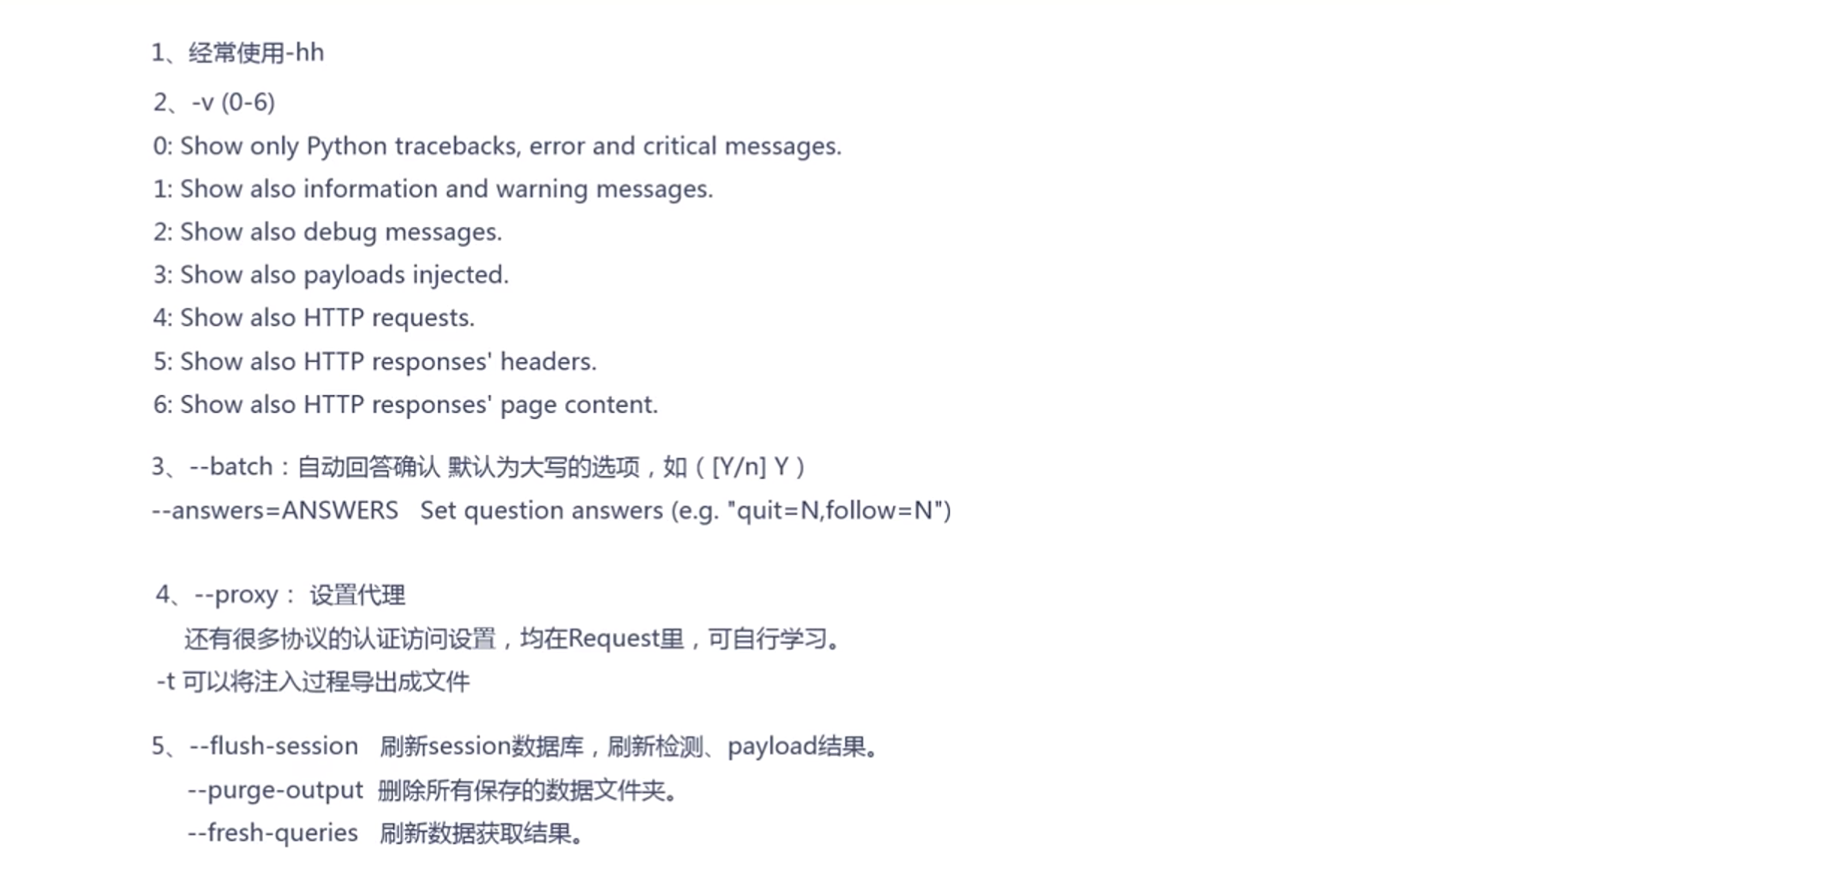 1、经常使用-hh
2、-v (0-6)
0: Show only Python tracebacks, error and critical messages.
1: Show also information and warning messages.
2: Show also debug messages.
3: Show also payloads injected.
4: Show also HTTP requests.
5: Show also HTTP responses' headers.
6: Show also HTTP responses' page content.
3、--batch：自动回答确认 默认为大写的选项，如（[Y/n] Y ）
--answers=ANSWERS Set question answers (e.g. "quit=N,follow=N")
4、--proxy： 设置代理
还有很多协议的认证访问设置，均在Request里，可自行学习。
-t 可以将注入过程导出成文件
5、--flush-session 刷新session数据库，刷新检测、payload结果。
--purge-output 删除所有保存的数据文件夹。
--fresh-queries 刷新数据获取结果。